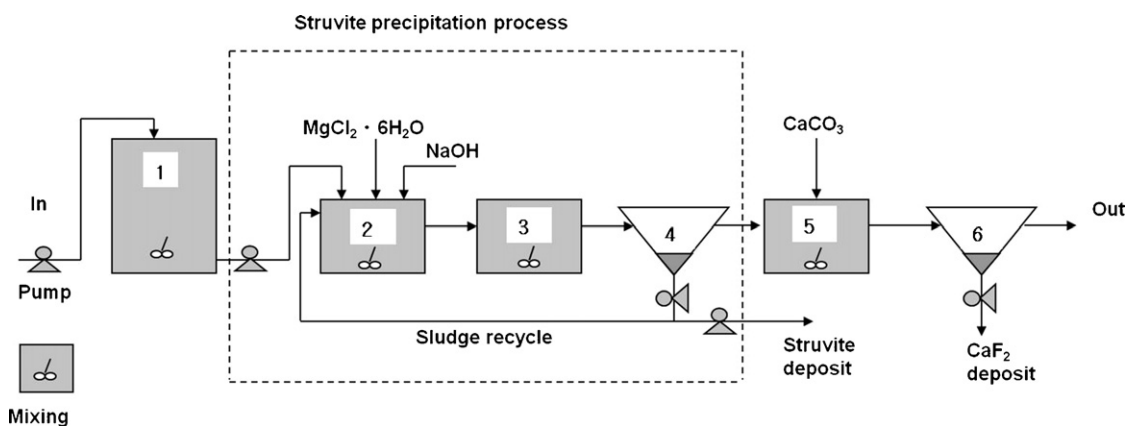 Struvite precipitation process
MgCl₂・6H₂O
NaOH
CaCO₃
In
1
2
3
4
5
6
Out
Pump
Sludge recycle
Struvite
deposit
CaF₂
deposit
Mixing